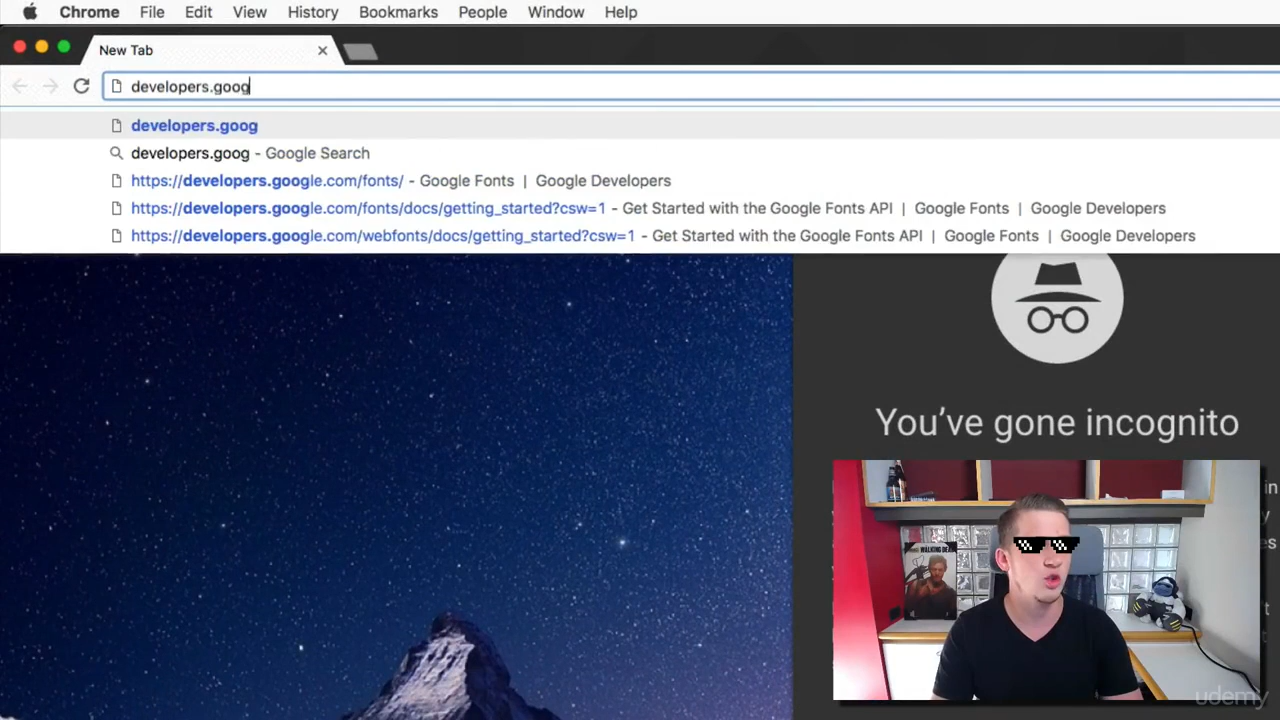 Chrome File Edit View History Bookmarks People Window Help
New Tab
developers.goog
developers.goog
developers.goog - Google Search
https://developers.google.com/fonts/ - Google Fonts | Google Developers
https://developers.google.com/fonts/docs/getting_started?csw=1 - Get Started with the Google Fonts API | Google Fonts | Google Developers
https://developers.google.com/webfonts/docs/getting_started?csw=1 - Get Started with the Google Fonts API | Google Fonts | Google Developers
You've gone incognito
WALKING DEAD
udemy